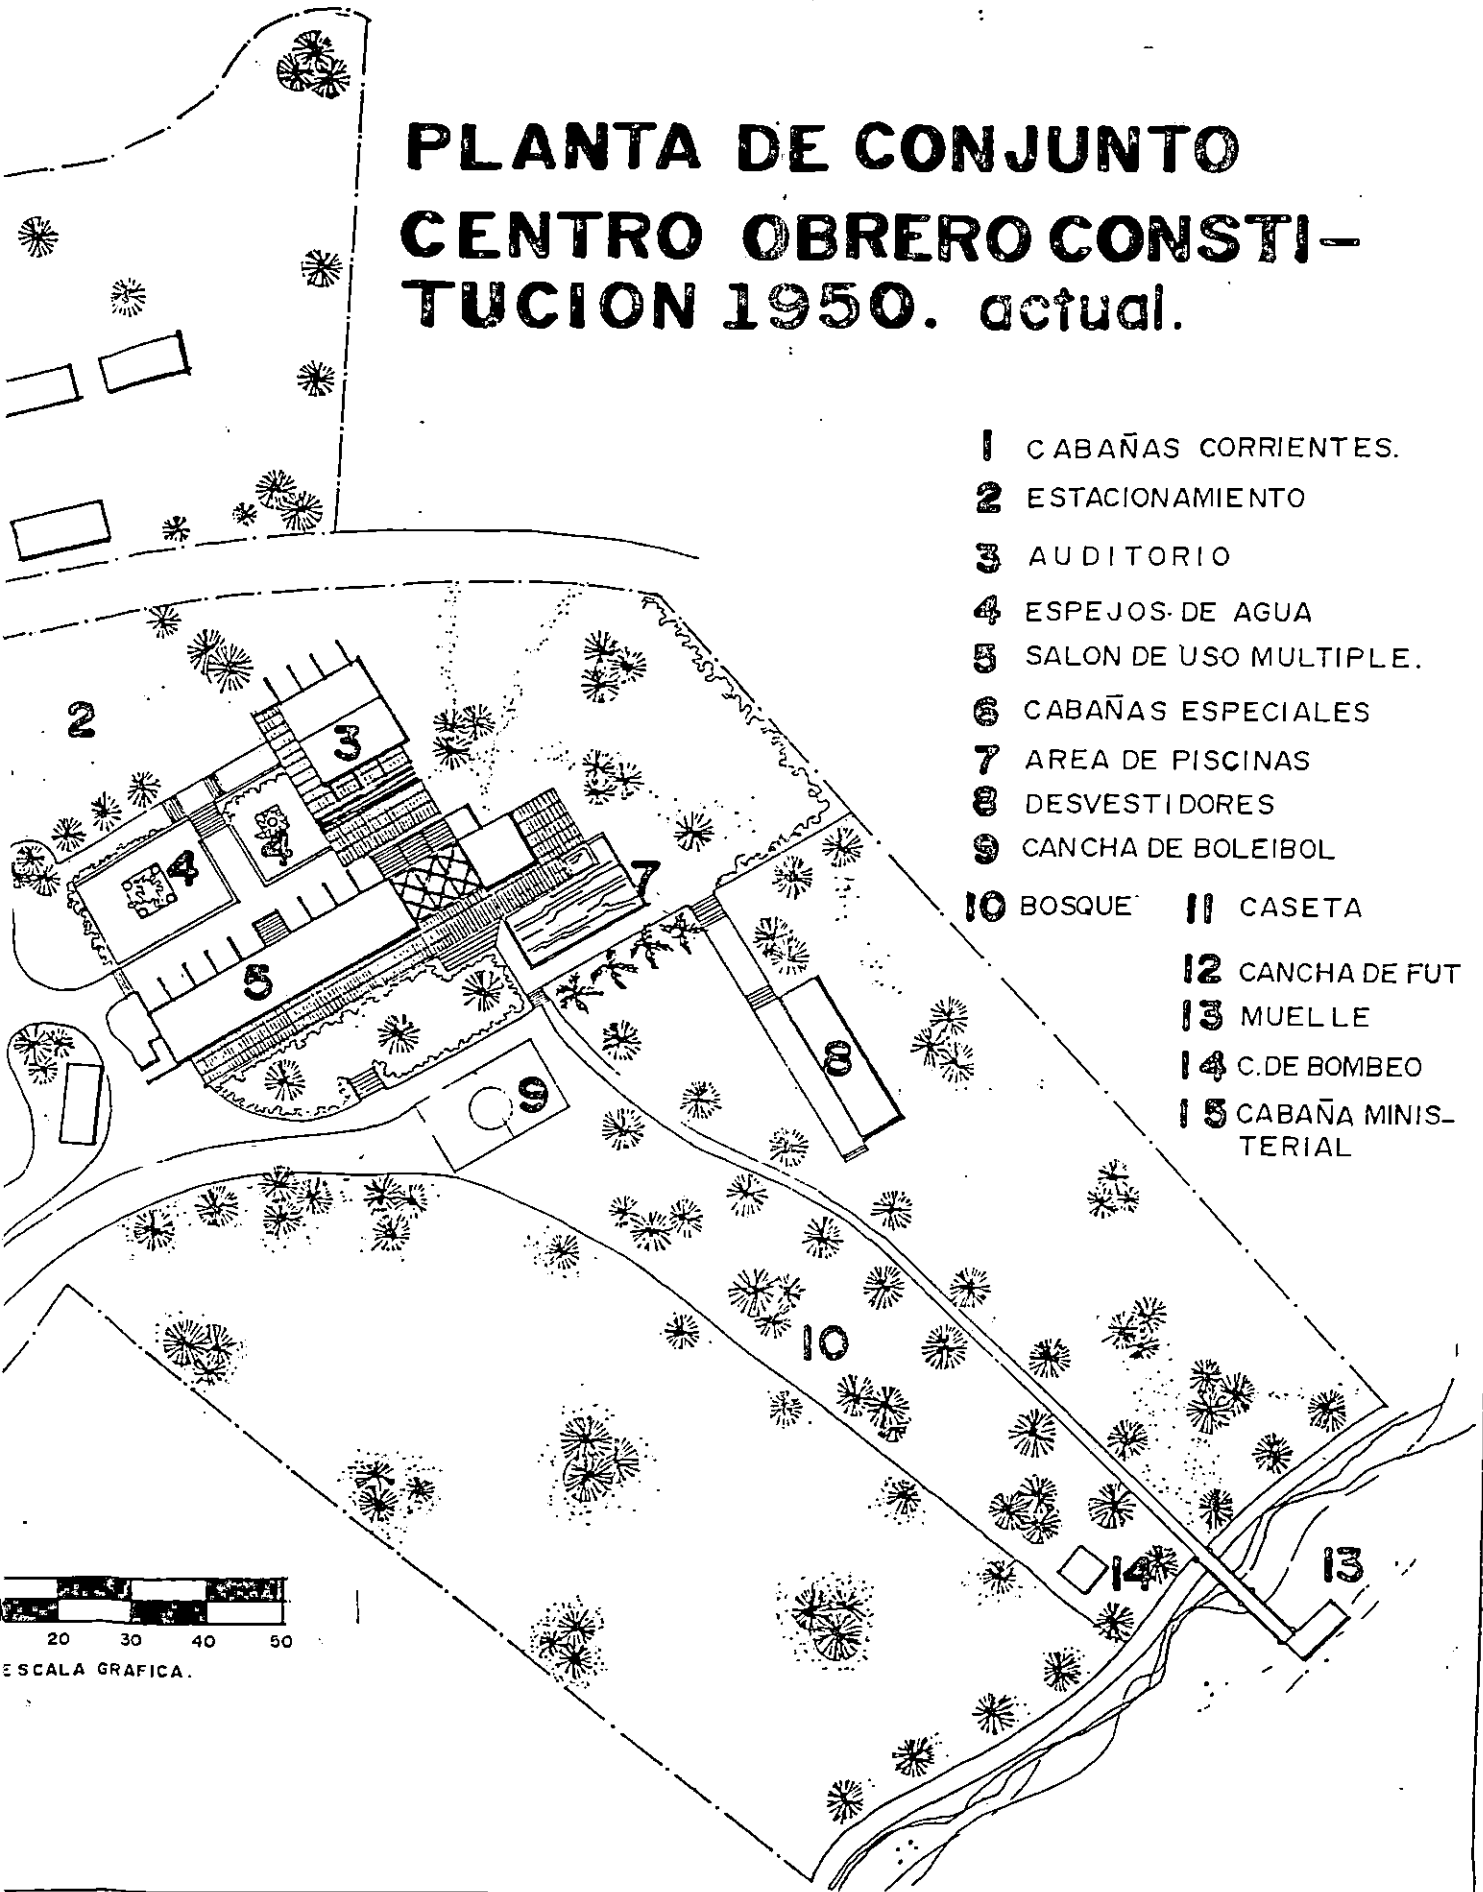 PLANTA DE CONJUNTO
CENTRO OBRERO CONSTI-
TUCION 1950. actual.
1 CABAÑAS CORRIENTES.
2 ESTACIONAMIENTO
3 AUDITORIO
4 ESPEJOS DE AGUA
5 SALON DE USO MULTIPLE.
6 CABAÑAS ESPECIALES
7 AREA DE PISCINAS
8 DESVESTIDORES
9 CANCHA DE BOLEIBOL
10 BOSQUE 11 CASETA
12 CANCHA DE FUT
13 MUELLE
14 C.DE BOMBEO
15 CABAÑA MINIS-
TERIAL
2
3
4
4
7
5
8
9
10
14
13
20 30 40 50
ESCALA GRAFICA.